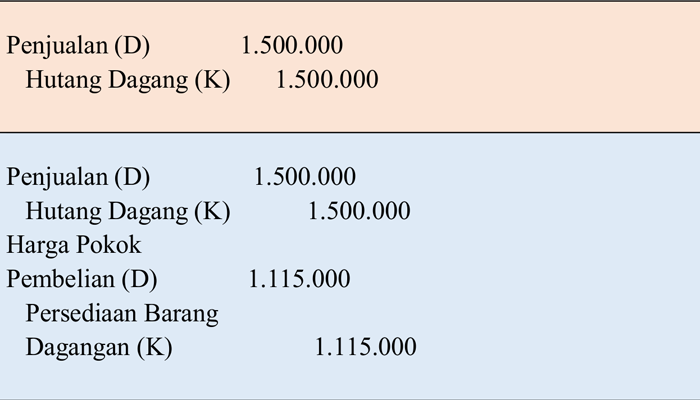 Penjualan (D) 1.500.000
Hutang Dagang (K) 1.500.000
Penjualan (D) 1.500.000
Hutang Dagang (K) 1.500.000
Harga Pokok
Pembelian (D) 1.115.000
Persediaan Barang
Dagangan (K) 1.115.000